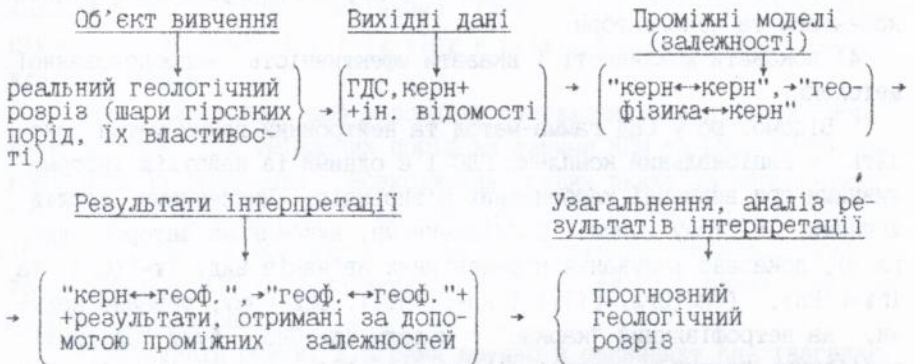 Об'єкт вивчення Вихідні дані Проміжні моделі
(залежності)
реальний геологічний
розріз (шари гірських
порід, їх властивос-
ті)
→ ГДС,керн+
+ін. відомості
→ "керн↔керн",→"гео-
фізика↔керн" →
Результати інтерпретації
Узагальнення, аналіз ре-
зультатів інтерпретації
→ "керн↔геоф.",→"геоф.↔геоф."+
+результати, отримані за допо-
могою проміжних залежностей
→ прогнозний
геологічний
розріз